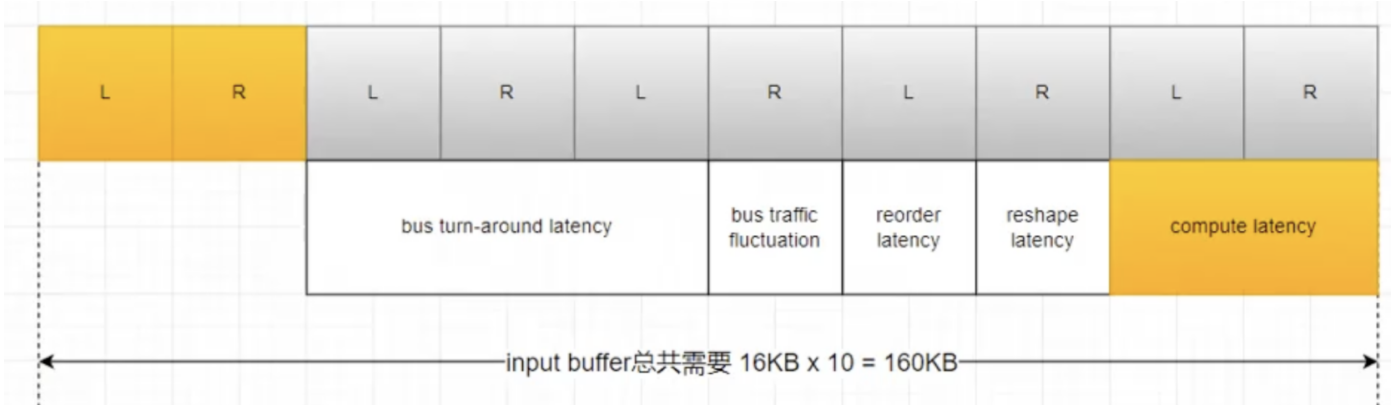 L R L R L R L R L R
bus turn-around latency
bus traffic
fluctuation
reorder
latency
reshape
latency
compute latency
input buffer总共需要 16KB x 10 = 160KB